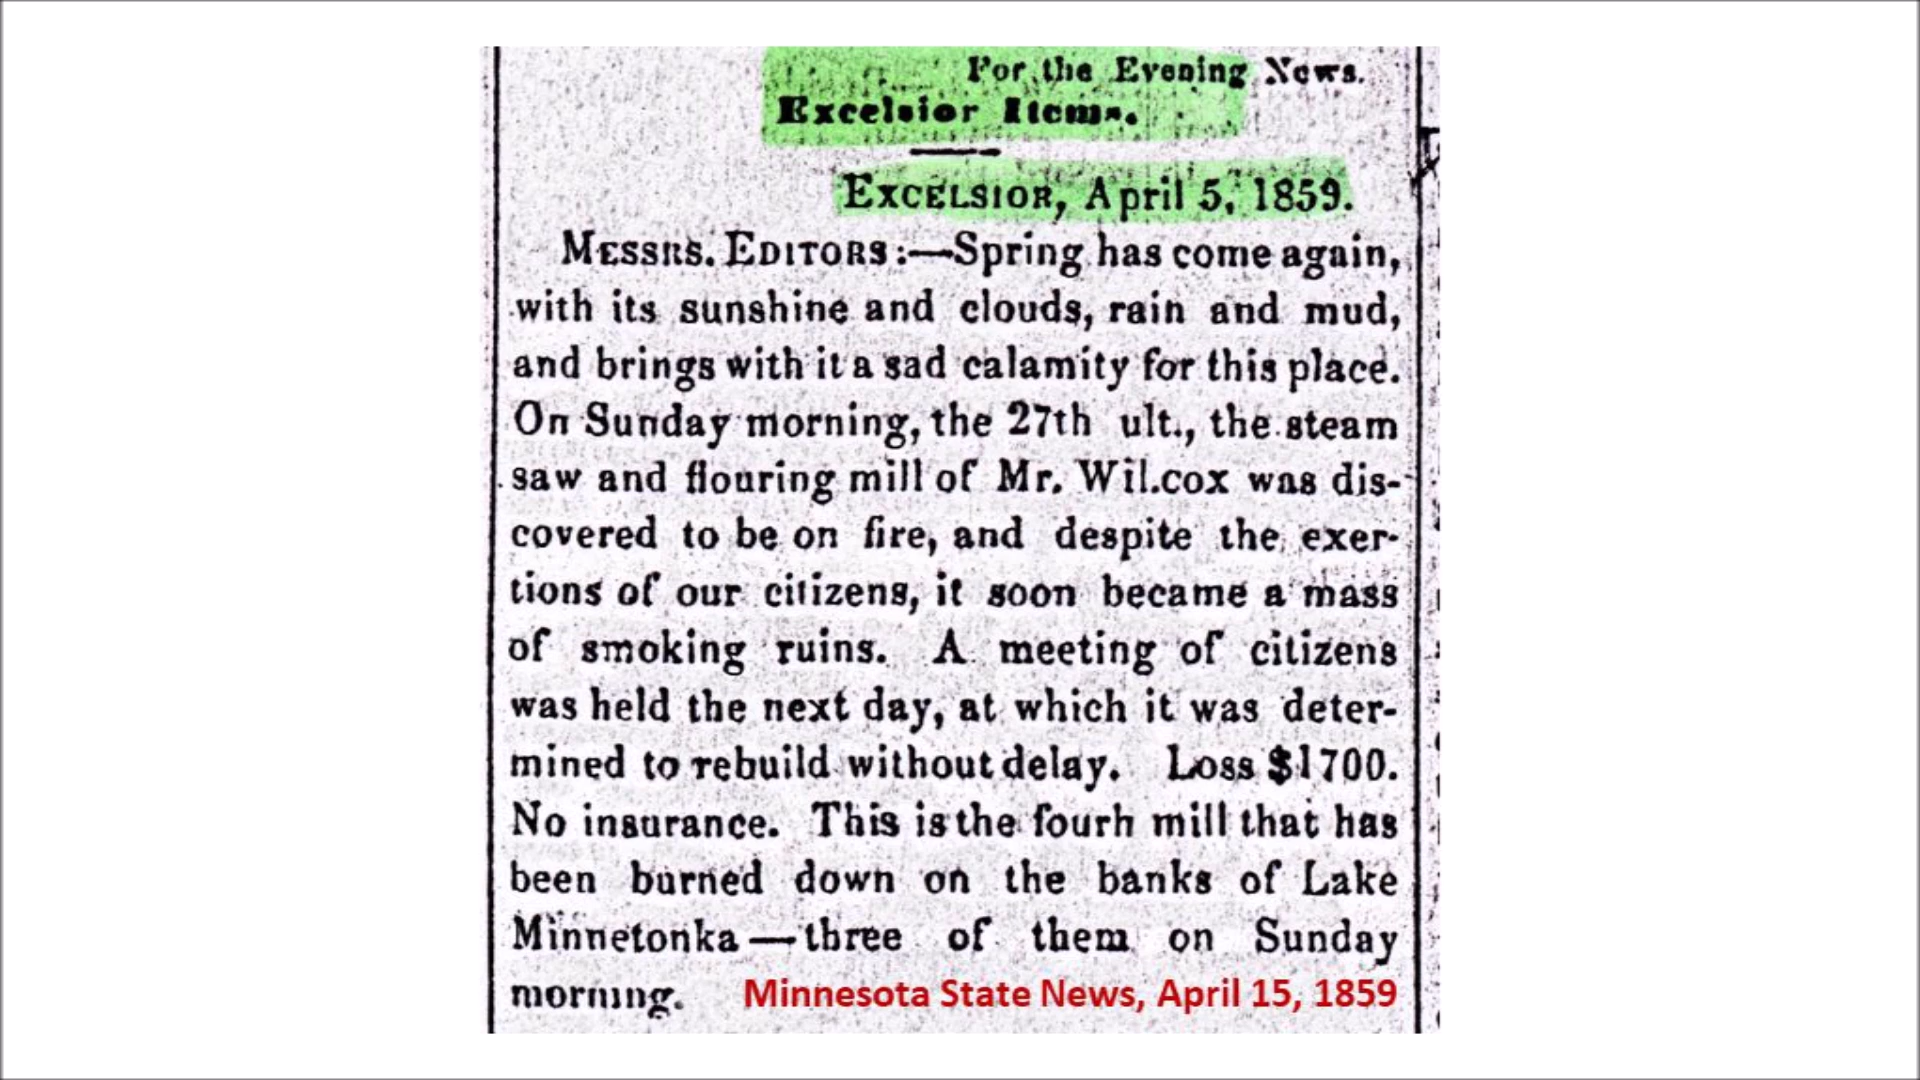 For the Evening News.
Excelsior Items.
EXCELSIOR, April 5, 1859.
MESSRS. EDITORS:—Spring has come again,
with its sunshine and clouds, rain and mud,
and brings with it a sad calamity for this place.
On Sunday morning, the 27th ult., the steam
saw and flouring mill of Mr. Wil.cox was dis-
covered to be on fire, and despite the exer-
tions of our citizens, it soon became a mass
of smoking ruins. A meeting of citizens
was held the next day, at which it was deter-
mined to rebuild without delay. Loss $1700.
No insurance. This is the fourh mill that has
been burned down on the banks of Lake
Minnetonka—three of them on Sunday
morning.
Minnesota State News, April 15, 1859